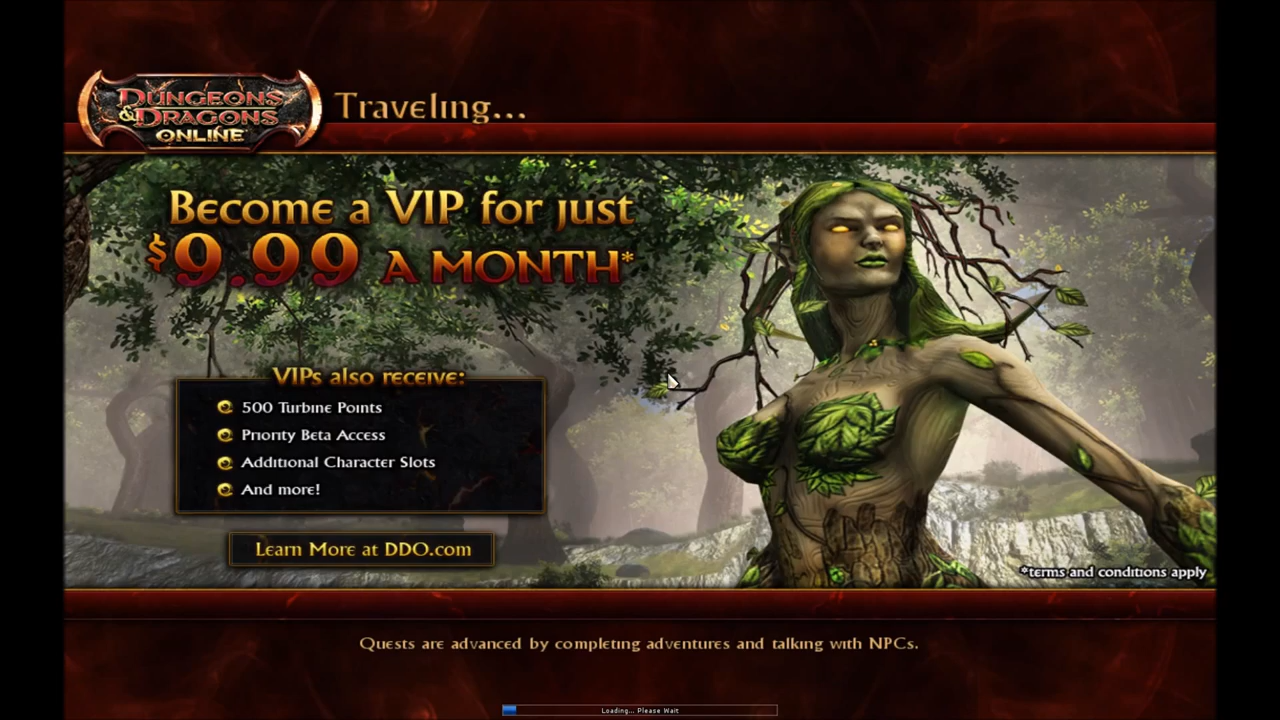 DUNGEONS
& DRAGONS
ONLINE
Traveling...
Become a VIP for just
$9.99 A MONTH*
VIPs also receive:
500 Turbine Points
Priority Beta Access
Additional Character Slots
And more!
Learn More at DDO.com
*terms and conditions apply
Quests are advanced by completing adventures and talking with NPCs.
Loading... Please Wait